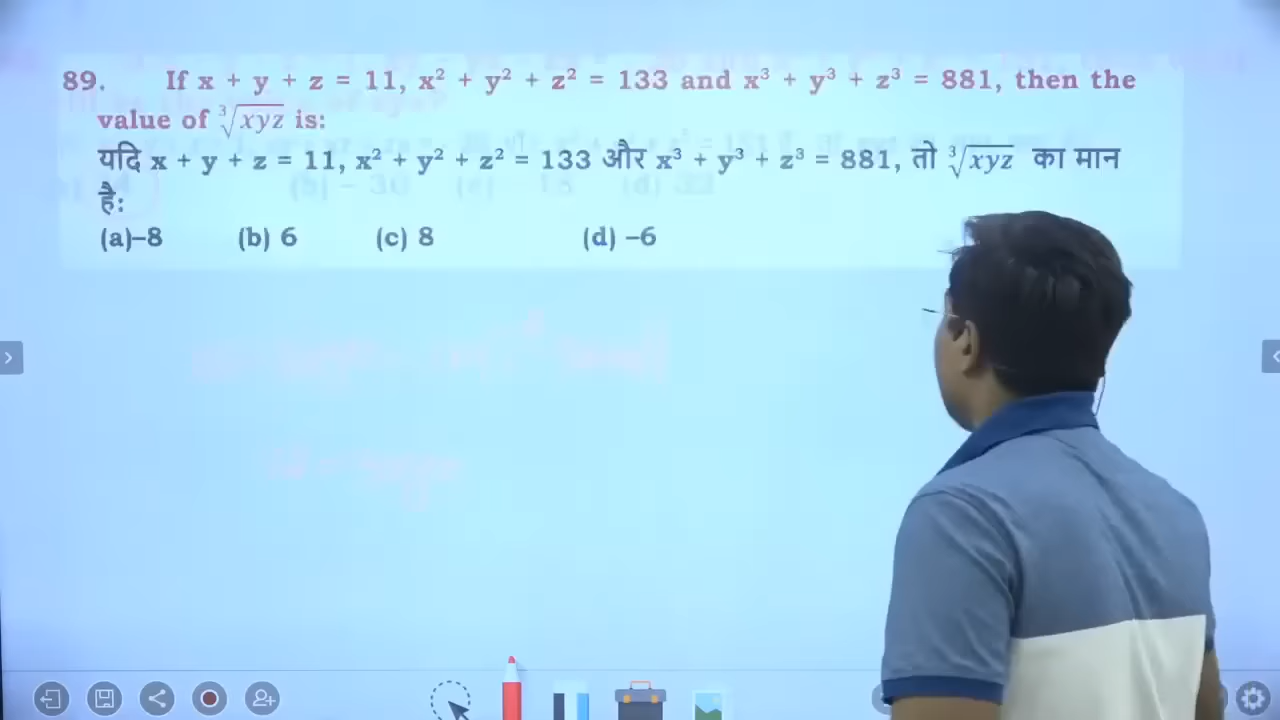 89. If x + y + z = 11, x² + y² + z² = 133 and x³ + y³ + z³ = 881, then the
value of ∛xyz is:
यदि x + y + z = 11, x² + y² + z² = 133 और x³ + y³ + z³ = 881, तो ∛xyz का मान
है:
(a)–8 (b) 6 (c) 8 (d) –6